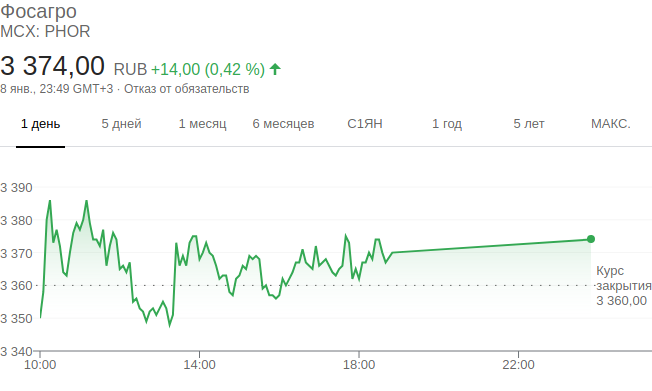 Фосагро
MCX: PHOR
3 374,00 RUB +14,00 (0,42 %)
8 янв., 23:49 GMT+3 · Отказ от обязательств
1 день 5 дней 1 месяц 6 месяцев С1ЯН 1 год 5 лет МАКС.
3 390
3 380
3 370
3 360
3 350
3 340
Курс
закрытия
3 360,00
10:00 14:00 18:00 22:00